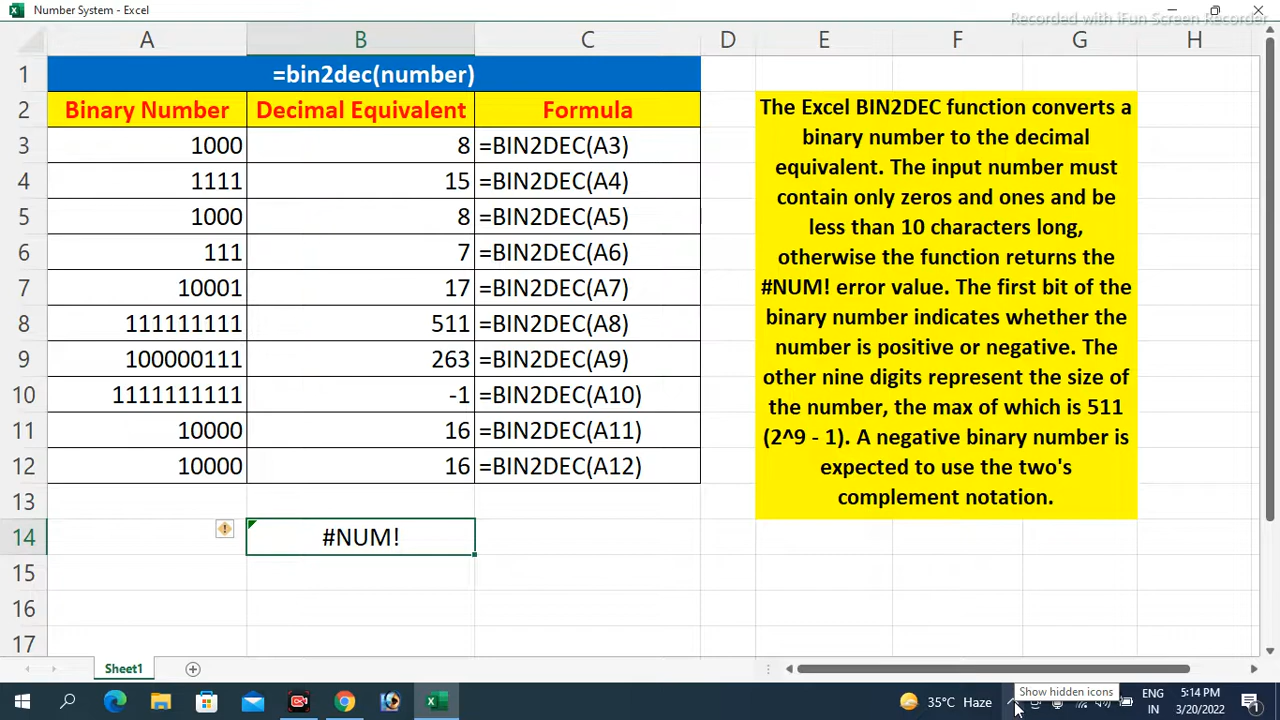 Number System - Excel
Recorded with iFun Screen Recorder
A B C D E F G H
1 =bin2dec(number)
2 Binary Number Decimal Equivalent Formula
3 1000 8 =BIN2DEC(A3)
4 1111 15 =BIN2DEC(A4)
5 1000 8 =BIN2DEC(A5)
6 111 7 =BIN2DEC(A6)
7 10001 17 =BIN2DEC(A7)
8 111111111 511 =BIN2DEC(A8)
9 100000111 263 =BIN2DEC(A9)
10 1111111111 -1 =BIN2DEC(A10)
11 10000 16 =BIN2DEC(A11)
12 10000 16 =BIN2DEC(A12)
13
14 #NUM!
15
16
17
The Excel BIN2DEC function converts a
binary number to the decimal
equivalent. The input number must
contain only zeros and ones and be
less than 10 characters long,
otherwise the function returns the
#NUM! error value. The first bit of the
binary number indicates whether the
number is positive or negative. The
other nine digits represent the size of
the number, the max of which is 511
(2^9 - 1). A negative binary number is
expected to use the two's
complement notation.
Sheet1
Show hidden icons
35°C Haze
ENG
IN
5:14 PM
3/20/2022
1